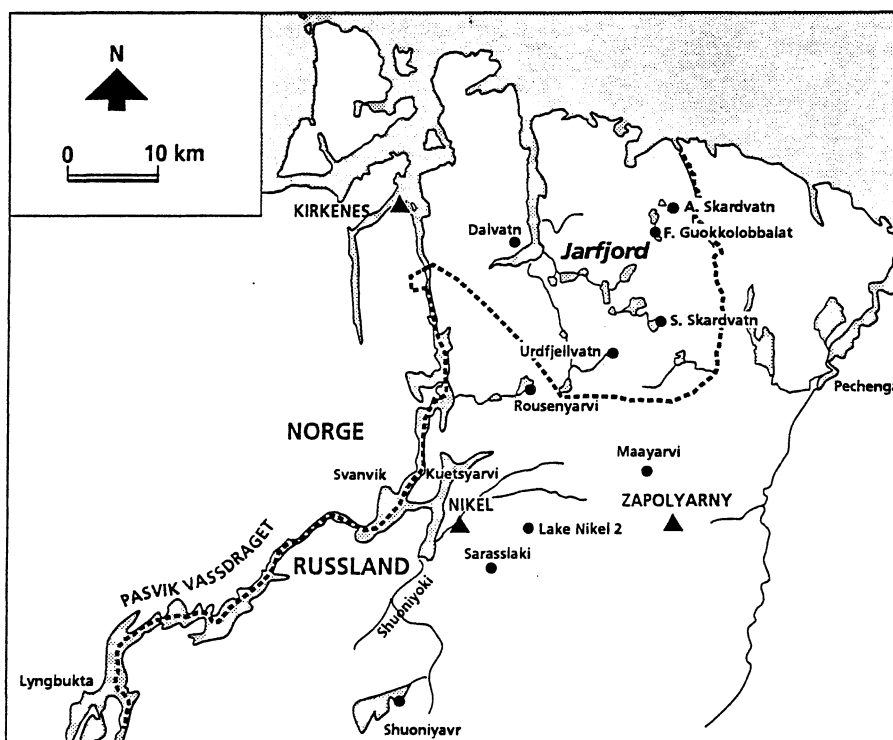 N
0 10 km
KIRKENES
Dalvatn
A. Skardvatn
F. Guokkolobbalat
Jarfjord
S. Skardvatn
Urdfjellvatn
Rousenyarvi
Pechenga
NORGE
Maayarvi
Svanvik
Kuetsyarvi
NIKEL
ZAPOLYARNY
Lake Nikel 2
PASVIK VASSDRAGET
RUSSLAND
Sarasslaki
Shuoniyoki
Lyngbukta
Shuoniyavr